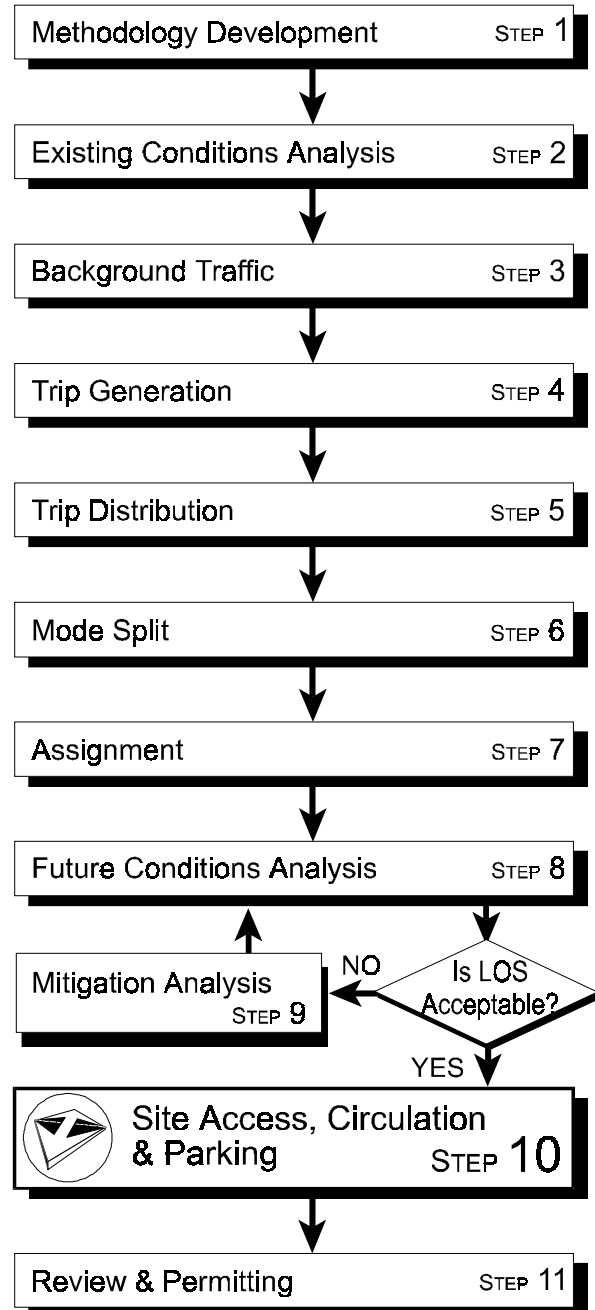 Methodology Development STEP 1
Existing Conditions Analysis STEP 2
Background Traffic STEP 3
Trip Generation STEP 4
Trip Distribution STEP 5
Mode Split STEP 6
Assignment STEP 7
Future Conditions Analysis STEP 8
Mitigation Analysis
STEP 9
NO
Is LOS
Acceptable?
YES
Site Access, Circulation
& Parking STEP 10
Review & Permitting STEP 11